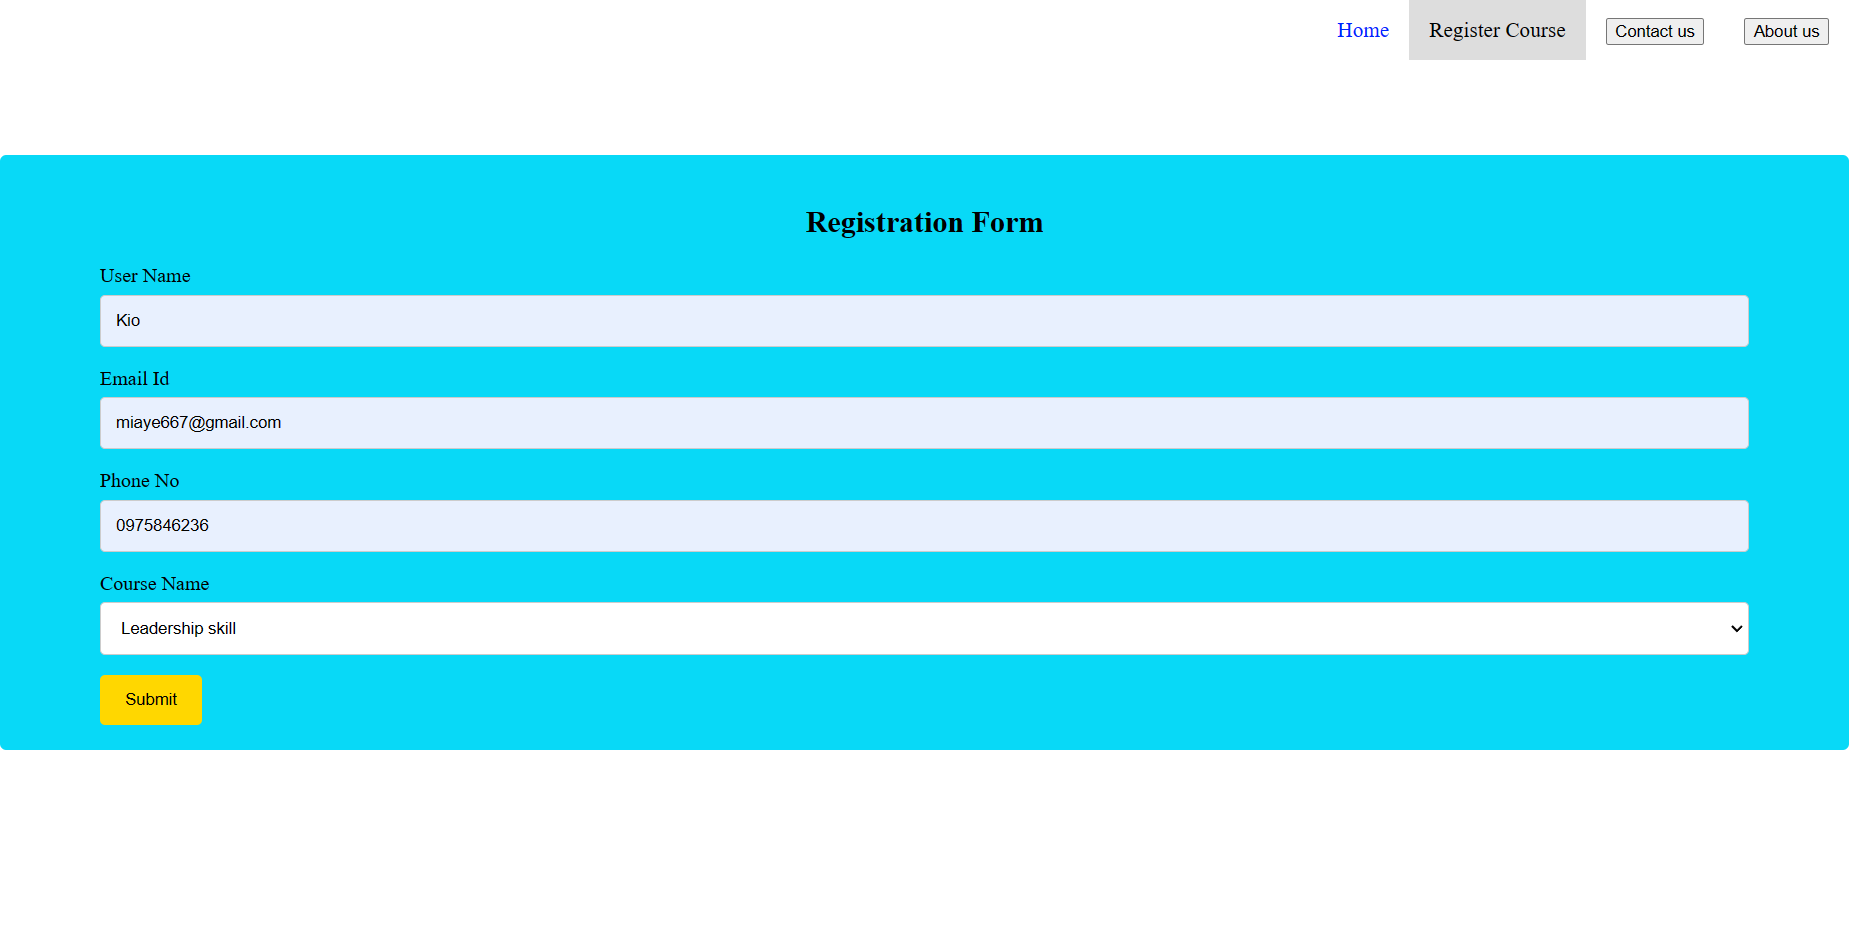 Home Register Course Contact us About us
Registration Form
User Name
Kio
Email Id
miaye667@gmail.com
Phone No
0975846236
Course Name
Leadership skill
Submit